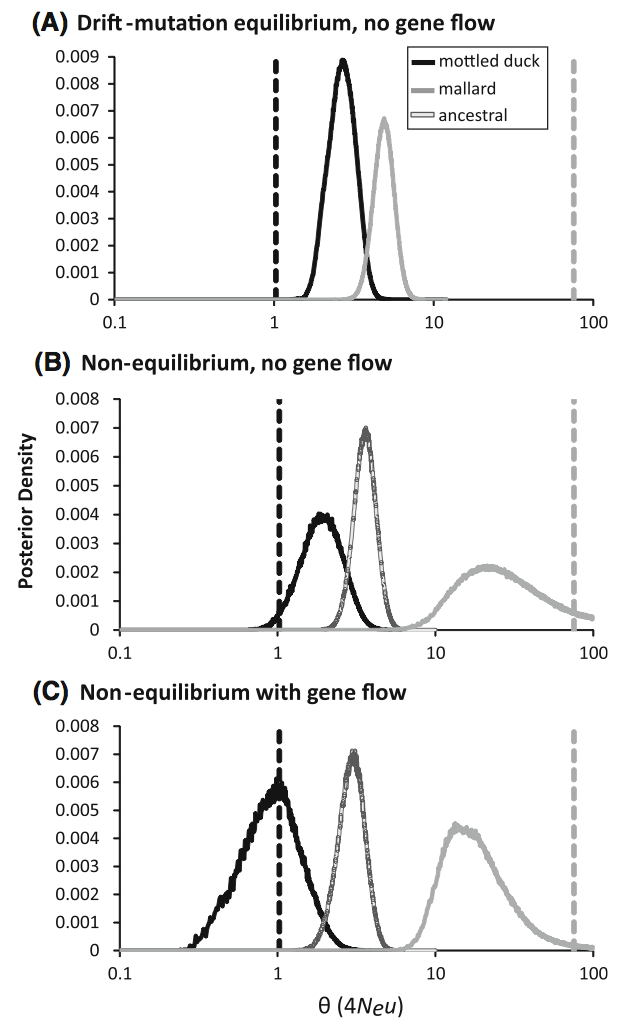 (A) Drift-mutation equilibrium, no gene flow
0.009
0.008
0.007
0.006
0.005
0.004
0.003
0.002
0.001
0
mottled duck
mallard
ancestral
0.1 1 10 100
(B) Non-equilibrium, no gene flow
0.008
0.007
0.006
0.005
0.004
0.003
0.002
0.001
0
0.1 1 10 100
Posterior Density
(C) Non-equilibrium with gene flow
0.008
0.007
0.006
0.005
0.004
0.003
0.002
0.001
0
0.1 1 10 100
θ (4Neu)